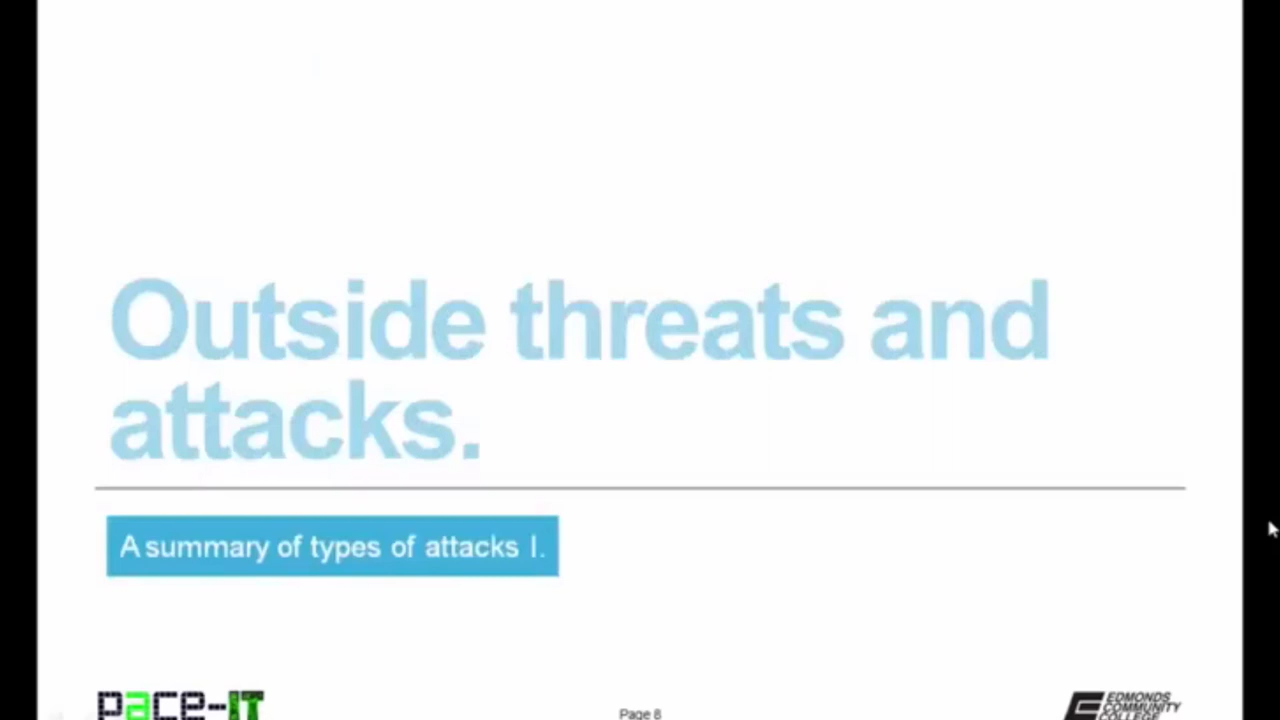 Outside threats and
attacks.
A summary of types of attacks I.
pace-IT
Page 8
EDMONDS
COMMUNITY
COLLEGE